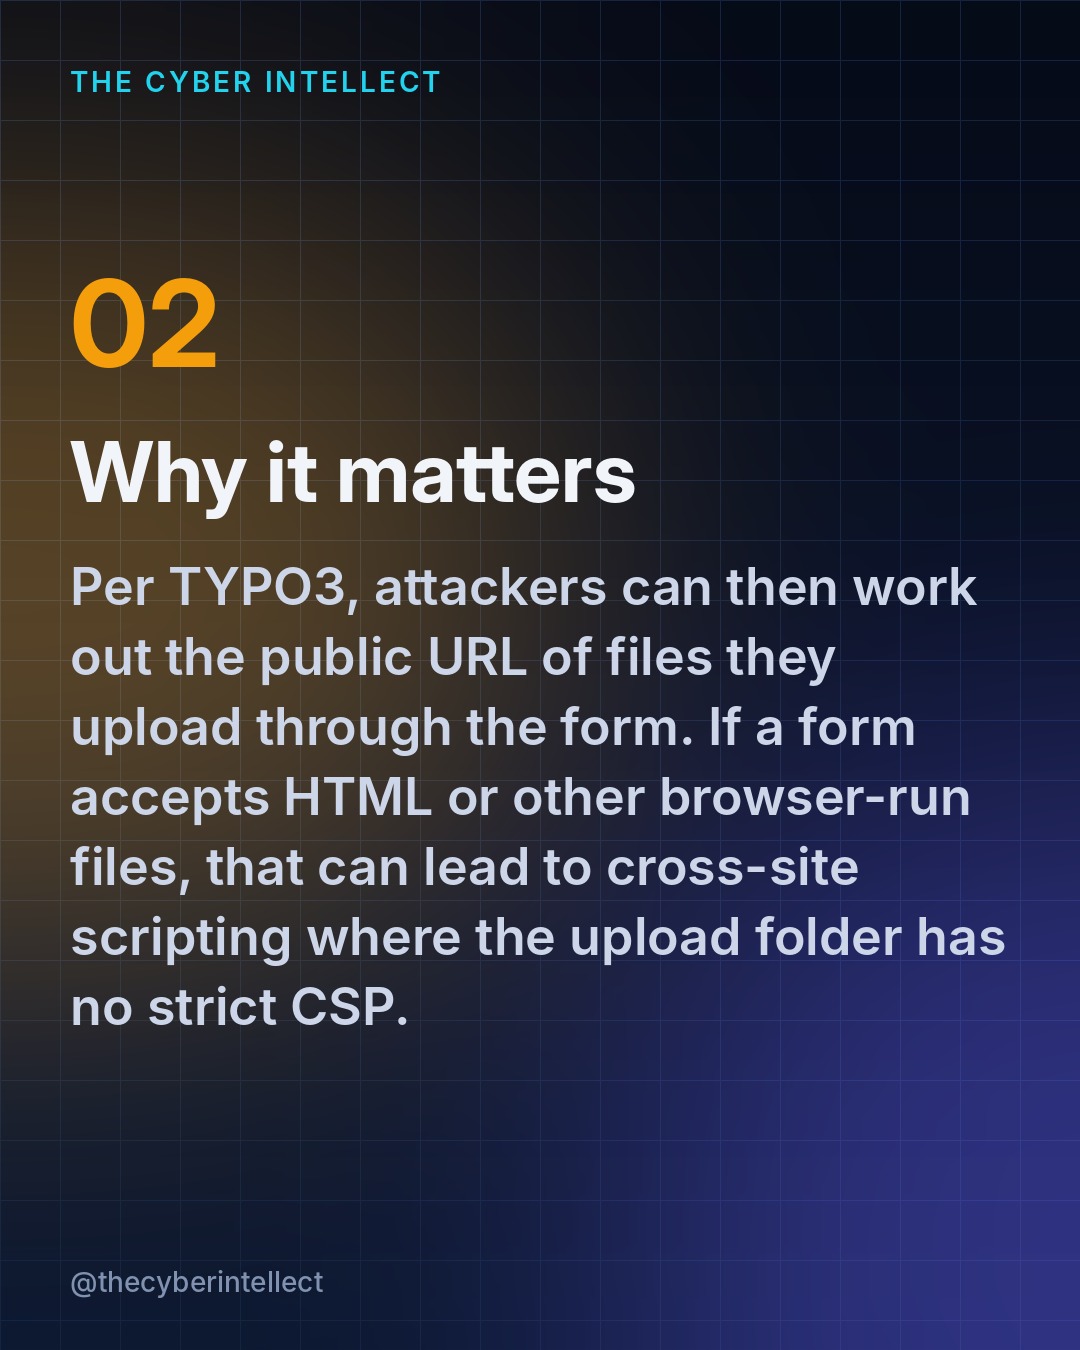 THE CYBER INTELLECT
02
Why it matters
Per TYPO3, attackers can then work
out the public URL of files they
upload through the form. If a form
accepts HTML or other browser-run
files, that can lead to cross-site
scripting where the upload folder has
no strict CSP.
@thecyberintellect